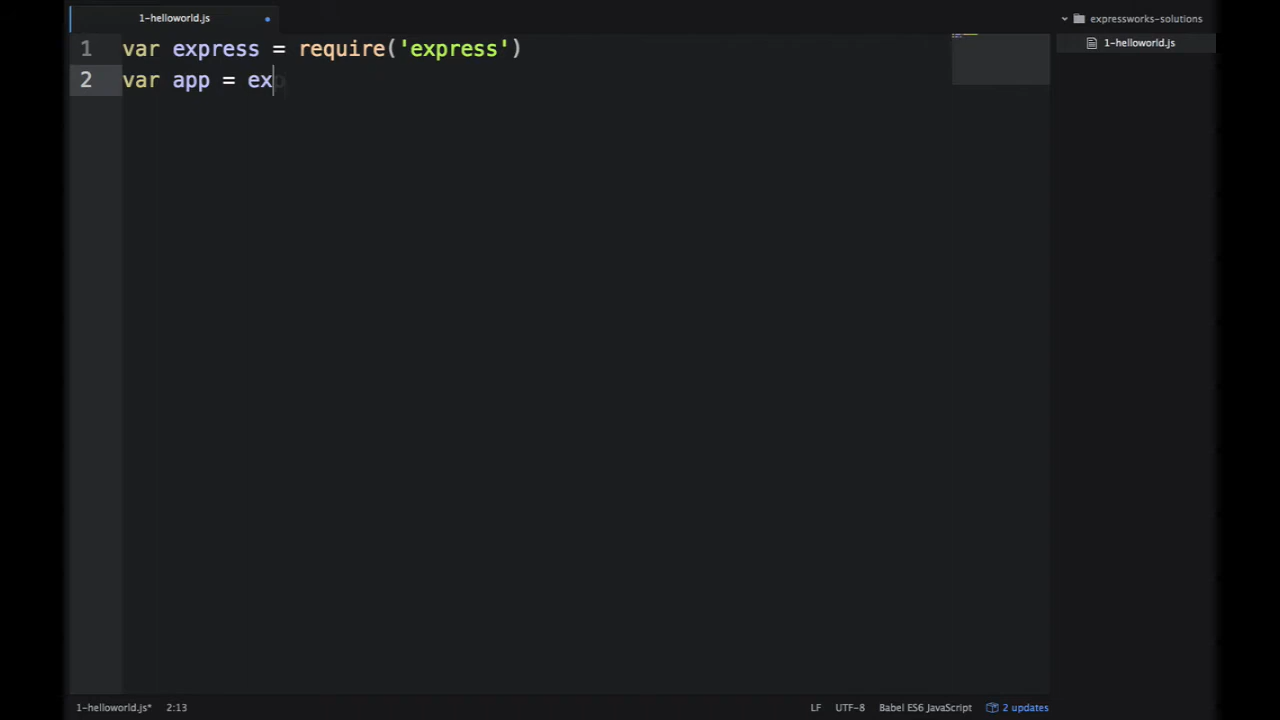 1-helloworld.js
expressworks-solutions
1-helloworld.js
1 var express = require('express')
2 var app = exp
1-helloworld.js* 2:13 LF UTF-8 Babel ES6 JavaScript 2 updates